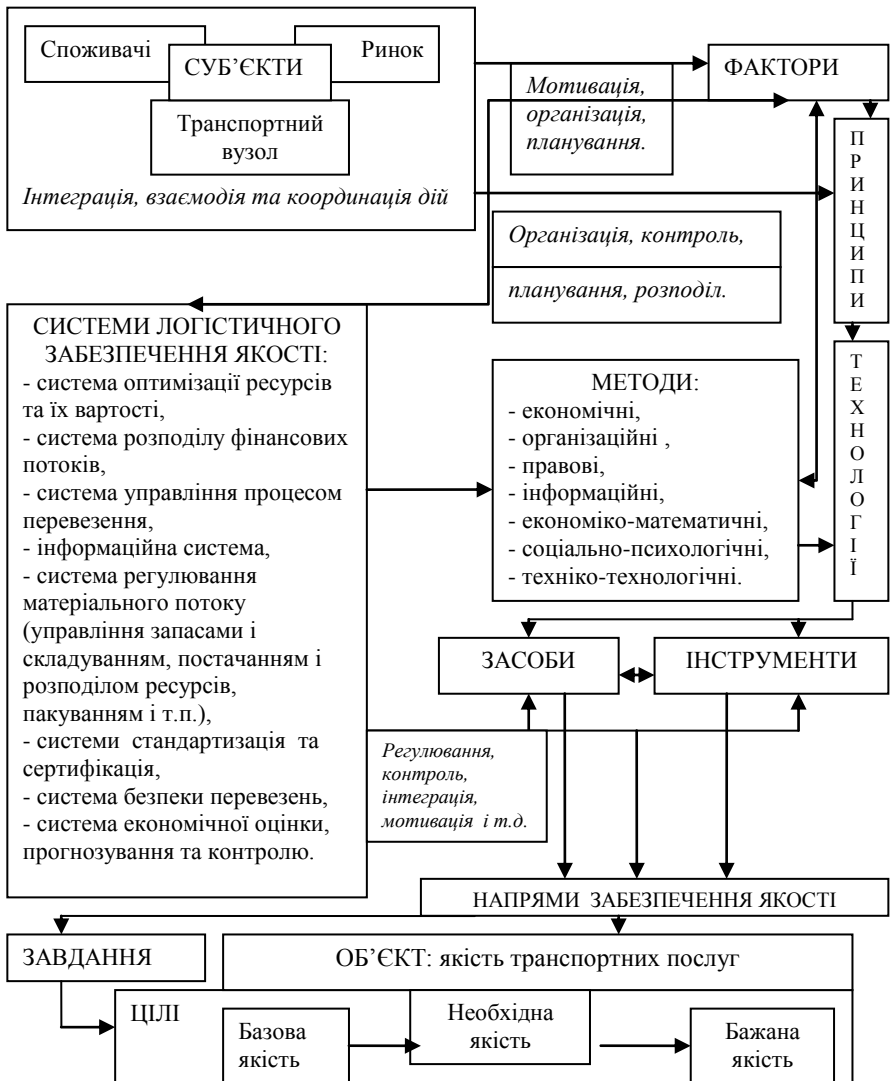 Споживачі
СУБ’ЄКТИ
Ринок
Транспортний
вузол
Інтеграція, взаємодія та координація дій
Мотивація,
організація,
планування.
ФАКТОРИ
ПРИНЦИПИ
Організація, контроль,
планування, розподіл.
СИСТЕМИ ЛОГІСТИЧНОГО
ЗАБЕЗПЕЧЕННЯ ЯКОСТІ:
- система оптимізації ресурсів
та їх вартості,
- система розподілу фінансових
потоків,
- система управління процесом
перевезення,
- інформаційна система,
- система регулювання
матеріального потоку
(управління запасами і
складуванням, постачанням і
розподілом ресурсів,
пакуванням і т.п.),
- системи стандартизація та
сертифікація,
- система безпеки перевезень,
- система економічної оцінки,
прогнозування та контролю.
МЕТОДИ:
- економічні,
- організаційні ,
- правові,
- інформаційні,
- економіко-математичні,
- соціально-психологічні,
- техніко-технологічні.
ТЕХНОЛОГІЇ
ЗАСОБИ
ІНСТРУМЕНТИ
Регулювання,
контроль,
інтеграція,
мотивація і т.д.
НАПРЯМИ ЗАБЕЗПЕЧЕННЯ ЯКОСТІ
ЗАВДАННЯ
ОБ’ЄКТ: якість транспортних послуг
ЦІЛІ
Базова
якість
Необхідна
якість
Бажана
якість